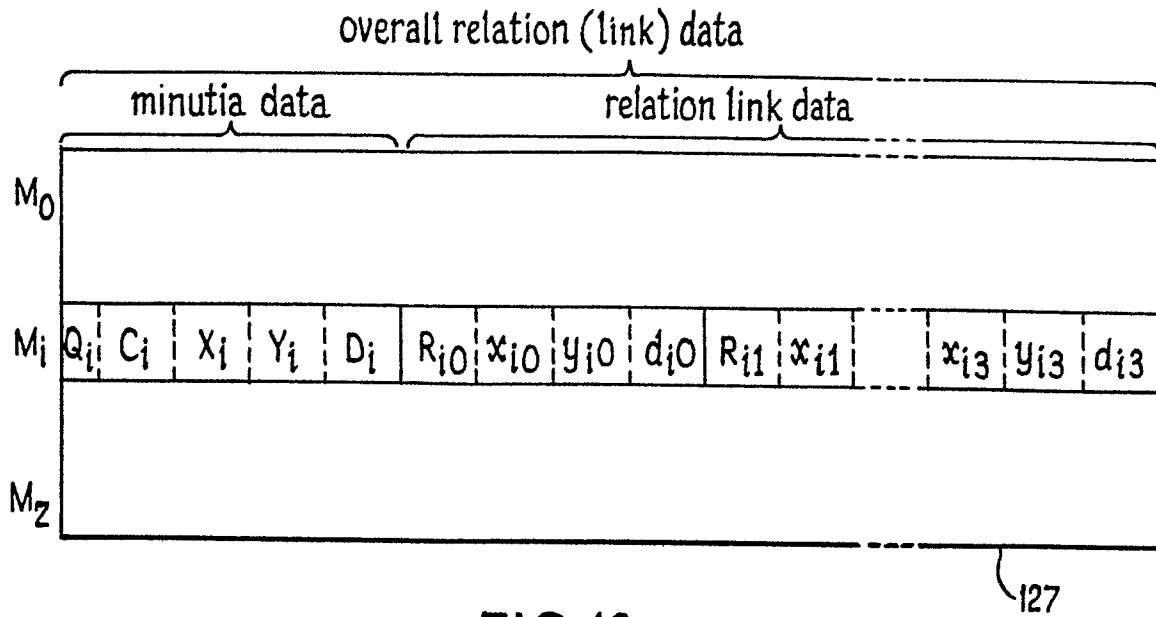 overall relation (link) data
minutia data relation link data
M₀
Mᵢ Qᵢ Cᵢ Xᵢ Yᵢ Dᵢ Rᵢ₀ xᵢ₀ yᵢ₀ dᵢ₀ Rᵢ₁ xᵢ₁ xᵢ₃ yᵢ₃ dᵢ₃
M_z
127